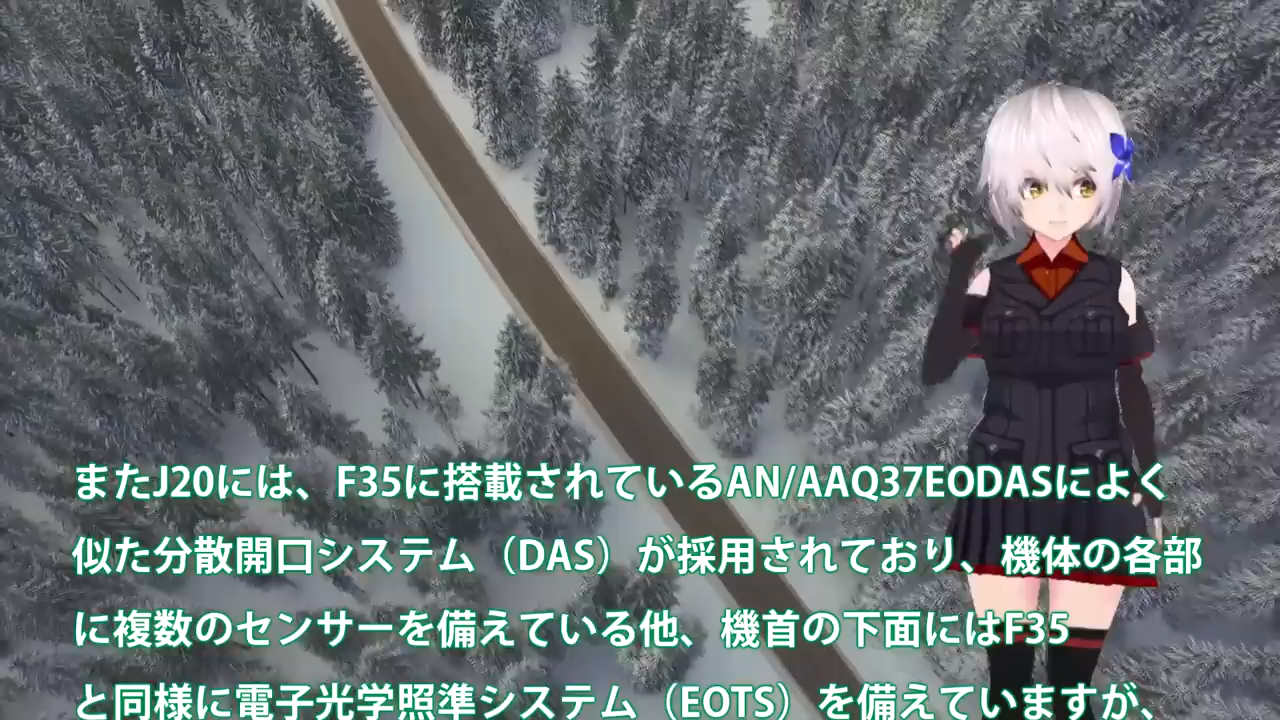 またJ20には、F35に搭載されているAN/AAQ37EODASによく
似た分散開口システム（DAS）が採用されており、機体の各部
に複数のセンサーを備えている他、機首の下面にはF35
と同様に電子光学照準システム（EOTS）を備えていますが、